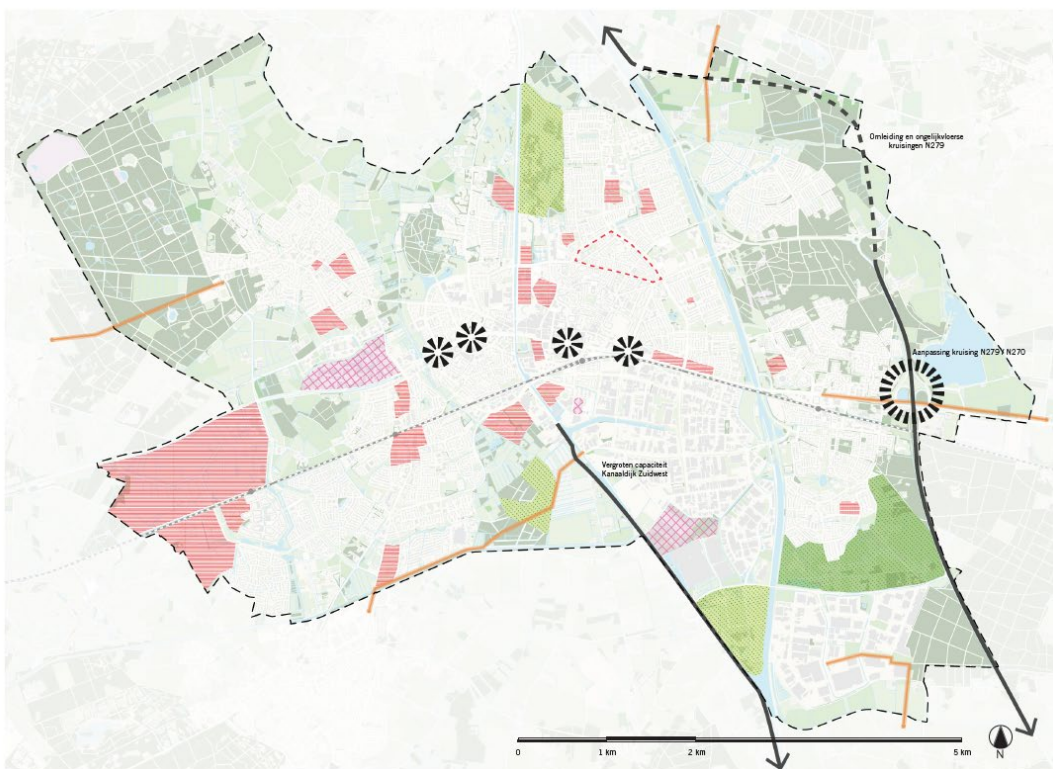 Omleiding en ongelijkvloerse
kruisingen N279
Aanpassing kruising N279 / N270
Vergroten capaciteit
Kanaaldijk Zuidwest
0 1 km 2 km 5 km
N